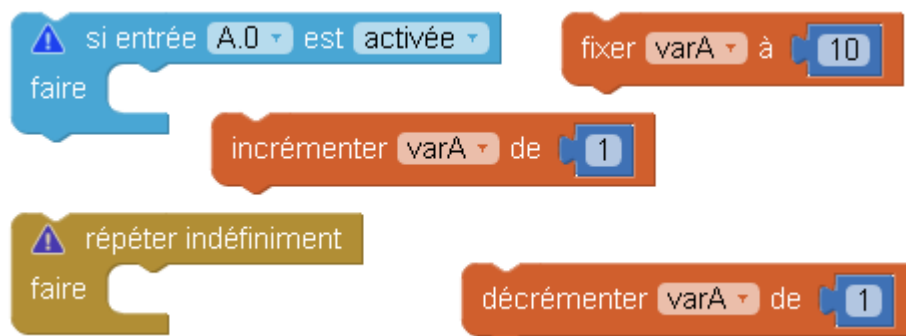 si entrée A.0 est activée
faire
fixer varA à 10
incrémenter varA de 1
répéter indéfiniment
faire
décrémenter varA de 1